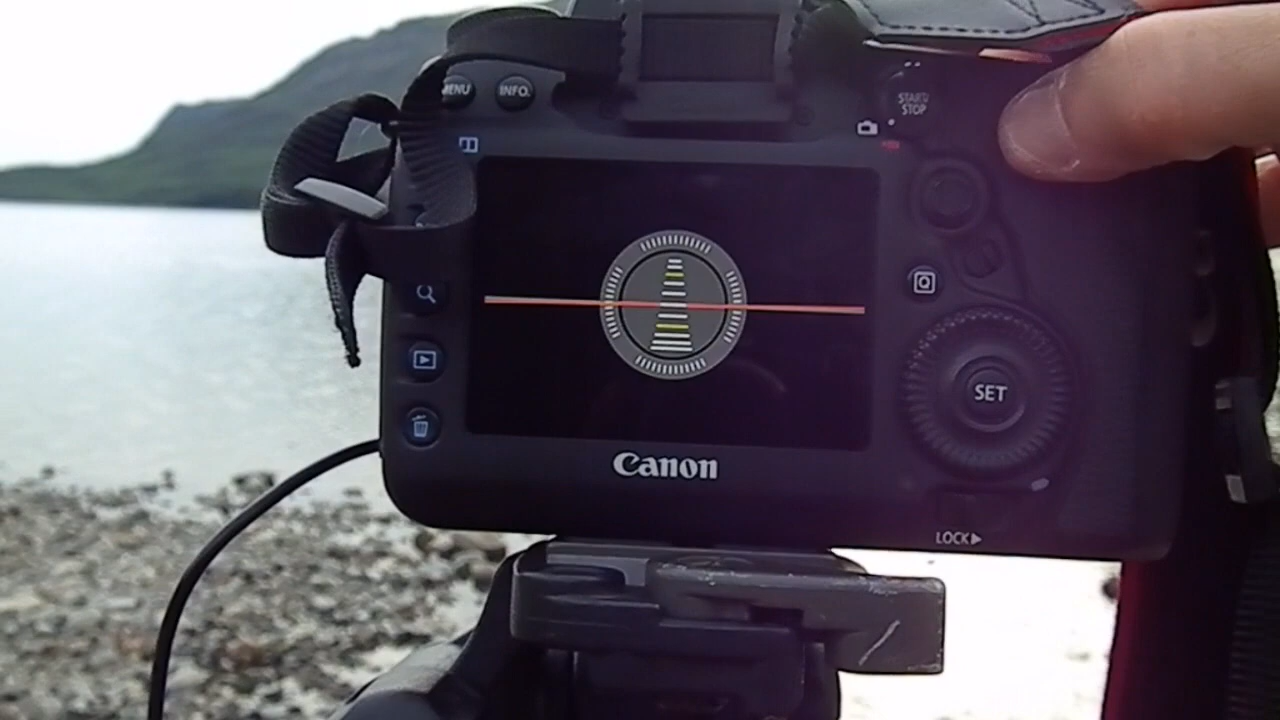 MENU
INFO.
START/
STOP
Q
SET
Canon
LOCK